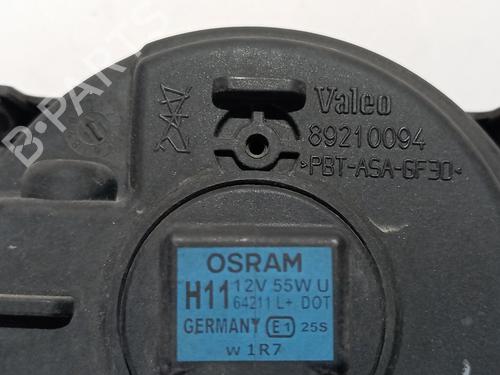 B-PARTS
Valeo
89210094
>PBT-ASA-GF30<
OSRAM
H11 12V 55W U
64211 L+ DOT
GERMANY E1 25S
W 1R7